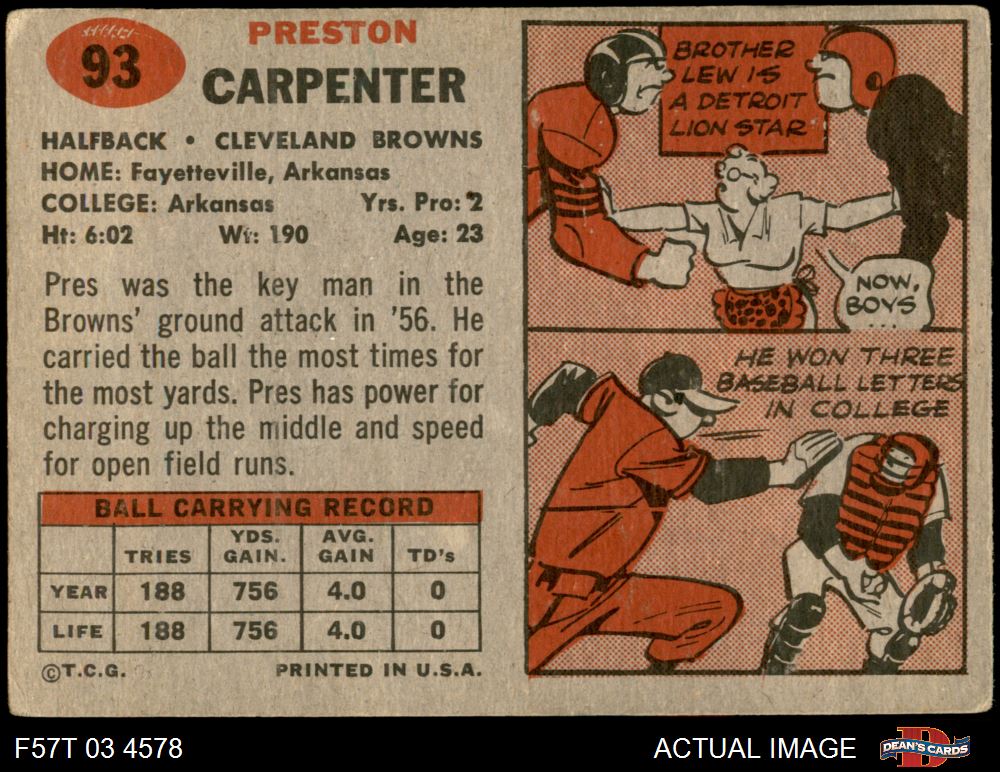 93
PRESTON
CARPENTER
HALFBACK • CLEVELAND BROWNS
HOME: Fayetteville, Arkansas
COLLEGE: Arkansas Yrs. Pro: 2
Ht: 6:02 Wt: 190 Age: 23
Pres was the key man in the
Browns' ground attack in '56. He
carried the ball the most times for
the most yards. Pres has power for
charging up the middle and speed
for open field runs.
BALL CARRYING RECORD
TRIES YDS. GAIN. AVG. GAIN TD's
YEAR 188 756 4.0 0
LIFE 188 756 4.0 0
©T.C.G. PRINTED IN U.S.A.
BROTHER
LEW IS
A DETROIT
LION STAR
NOW,
BOYS
...
HE WON THREE
BASEBALL LETTERS
IN COLLEGE
F57T 03 4578 ACTUAL IMAGE DEAN'S CARDS